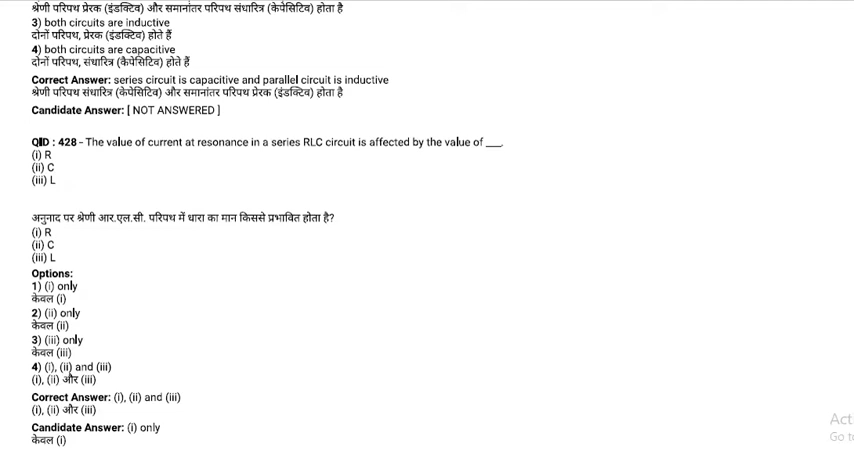 श्रेणी परिपथ प्रेरक (इंडक्टिव) और समानांतर परिपथ संधारित्र (केपेसिटिव) होता है
3) both circuits are inductive
दोनों परिपथ, प्रेरक (इंडक्टिव) होते हैं
4) both circuits are capacitive
दोनों परिपथ, संधारित्र (कैपेसिटिव) होते हैं
Correct Answer: series circuit is capacitive and parallel circuit is inductive
श्रेणी परिपथ संधारित्र (केपेसिटिव) और समानांतर परिपथ प्रेरक (इंडक्टिव) होता है
Candidate Answer: [ NOT ANSWERED ]
QID : 428 - The value of current at resonance in a series RLC circuit is affected by the value of ___.
(i) R
(ii) C
(iii) L
अनुनाद पर श्रेणी आर.एल.सी. परिपथ में धारा का मान किससे प्रभावित होता है?
(i) R
(ii) C
(iii) L
Options:
1) (i) only
केवल (i)
2) (ii) only
केवल (ii)
3) (iii) only
केवल (iii)
4) (i), (ii) and (iii)
(i), (ii) और (iii)
Correct Answer: (i), (ii) and (iii)
(i), (ii) और (iii)
Candidate Answer: (i) only
केवल (i)
Act
Go to